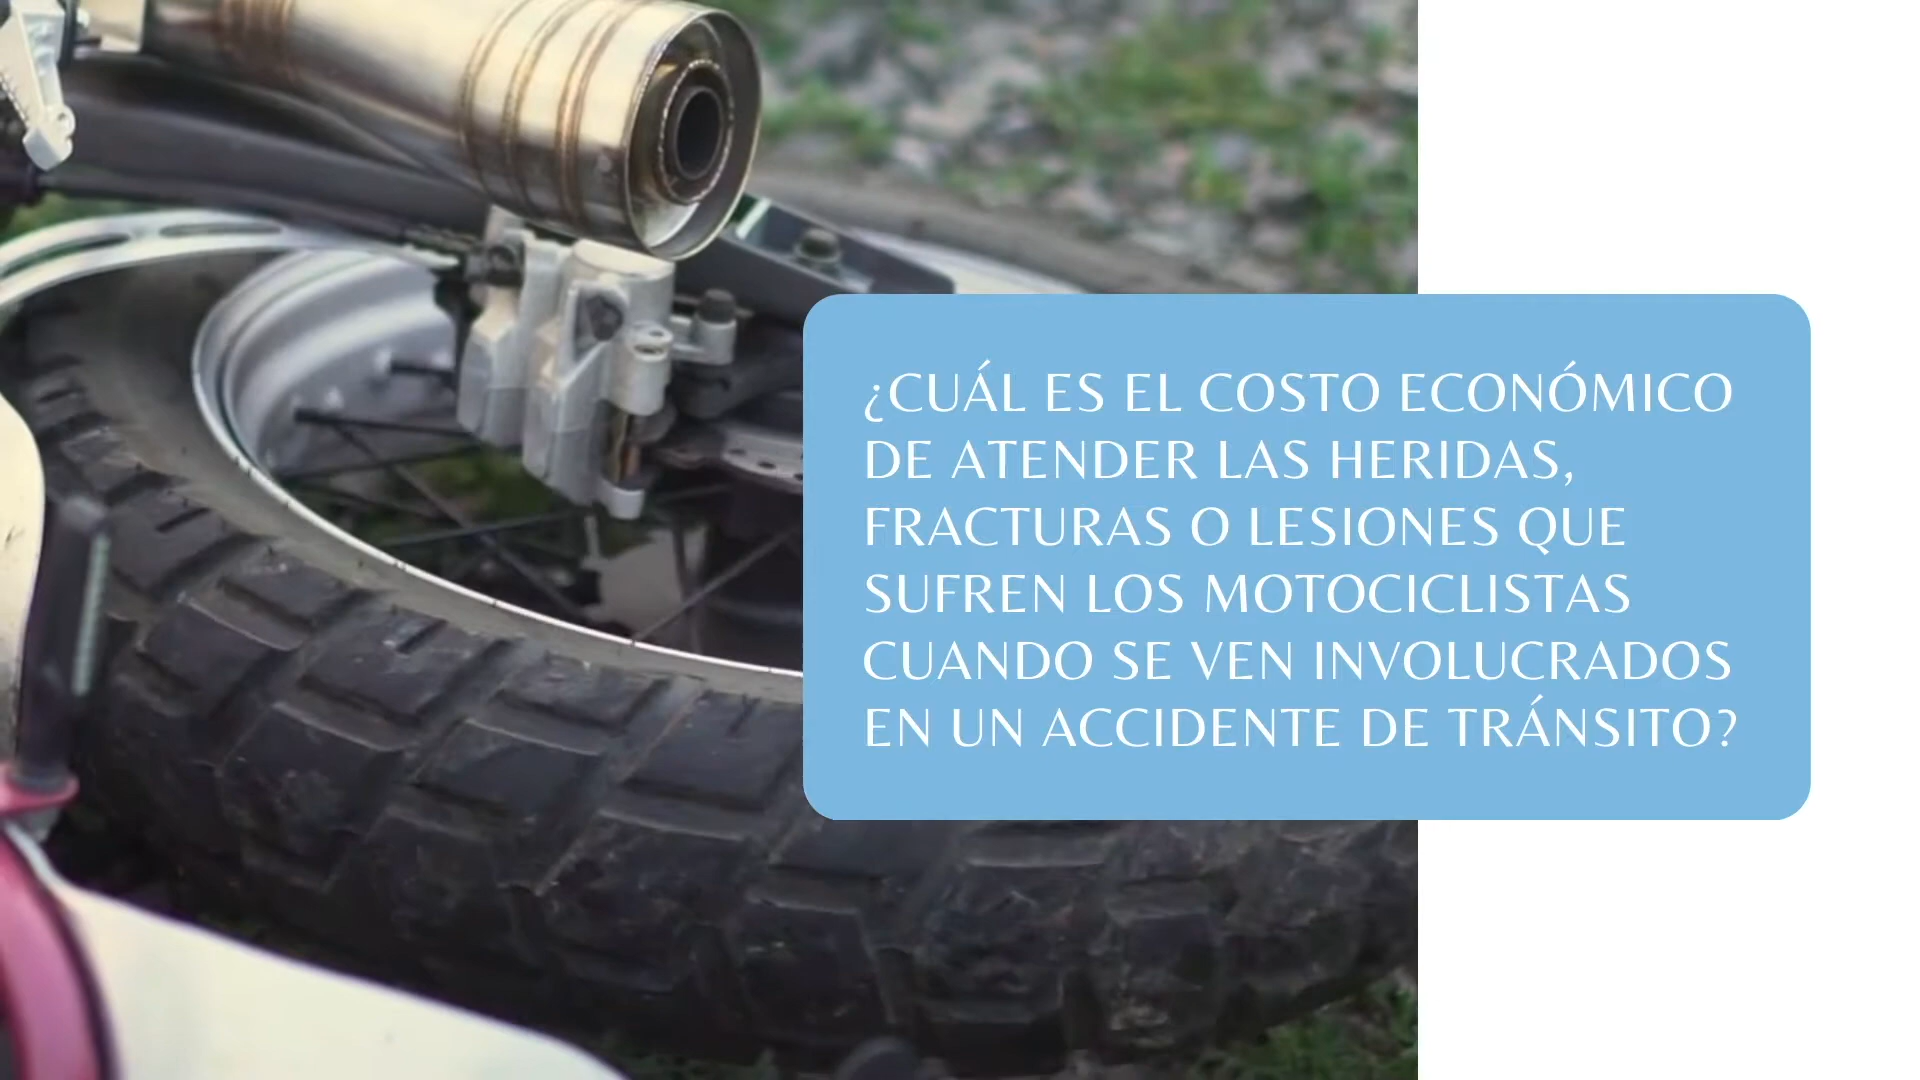 ¿CUÁL ES EL COSTO ECONÓMICO
DE ATENDER LAS HERIDAS,
FRACTURAS O LESIONES QUE
SUFREN LOS MOTOCICLISTAS
CUANDO SE VEN INVOLUCRADOS
EN UN ACCIDENTE DE TRÁNSITO?